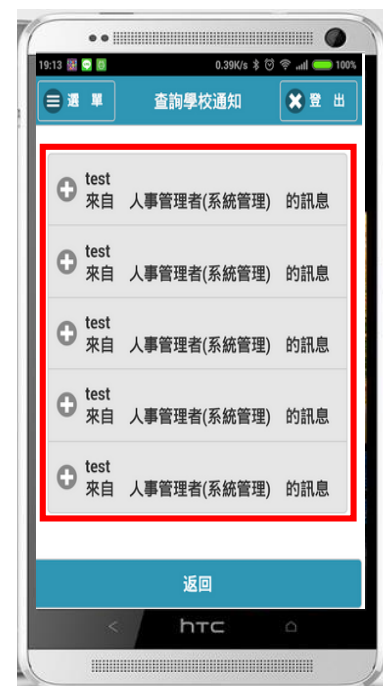 19:13
0.39K/s
100%
選 單
查詢學校通知
登 出
test
來自 人事管理者(系統管理) 的訊息
test
來自 人事管理者(系統管理) 的訊息
test
來自 人事管理者(系統管理) 的訊息
test
來自 人事管理者(系統管理) 的訊息
test
來自 人事管理者(系統管理) 的訊息
返回
hTC